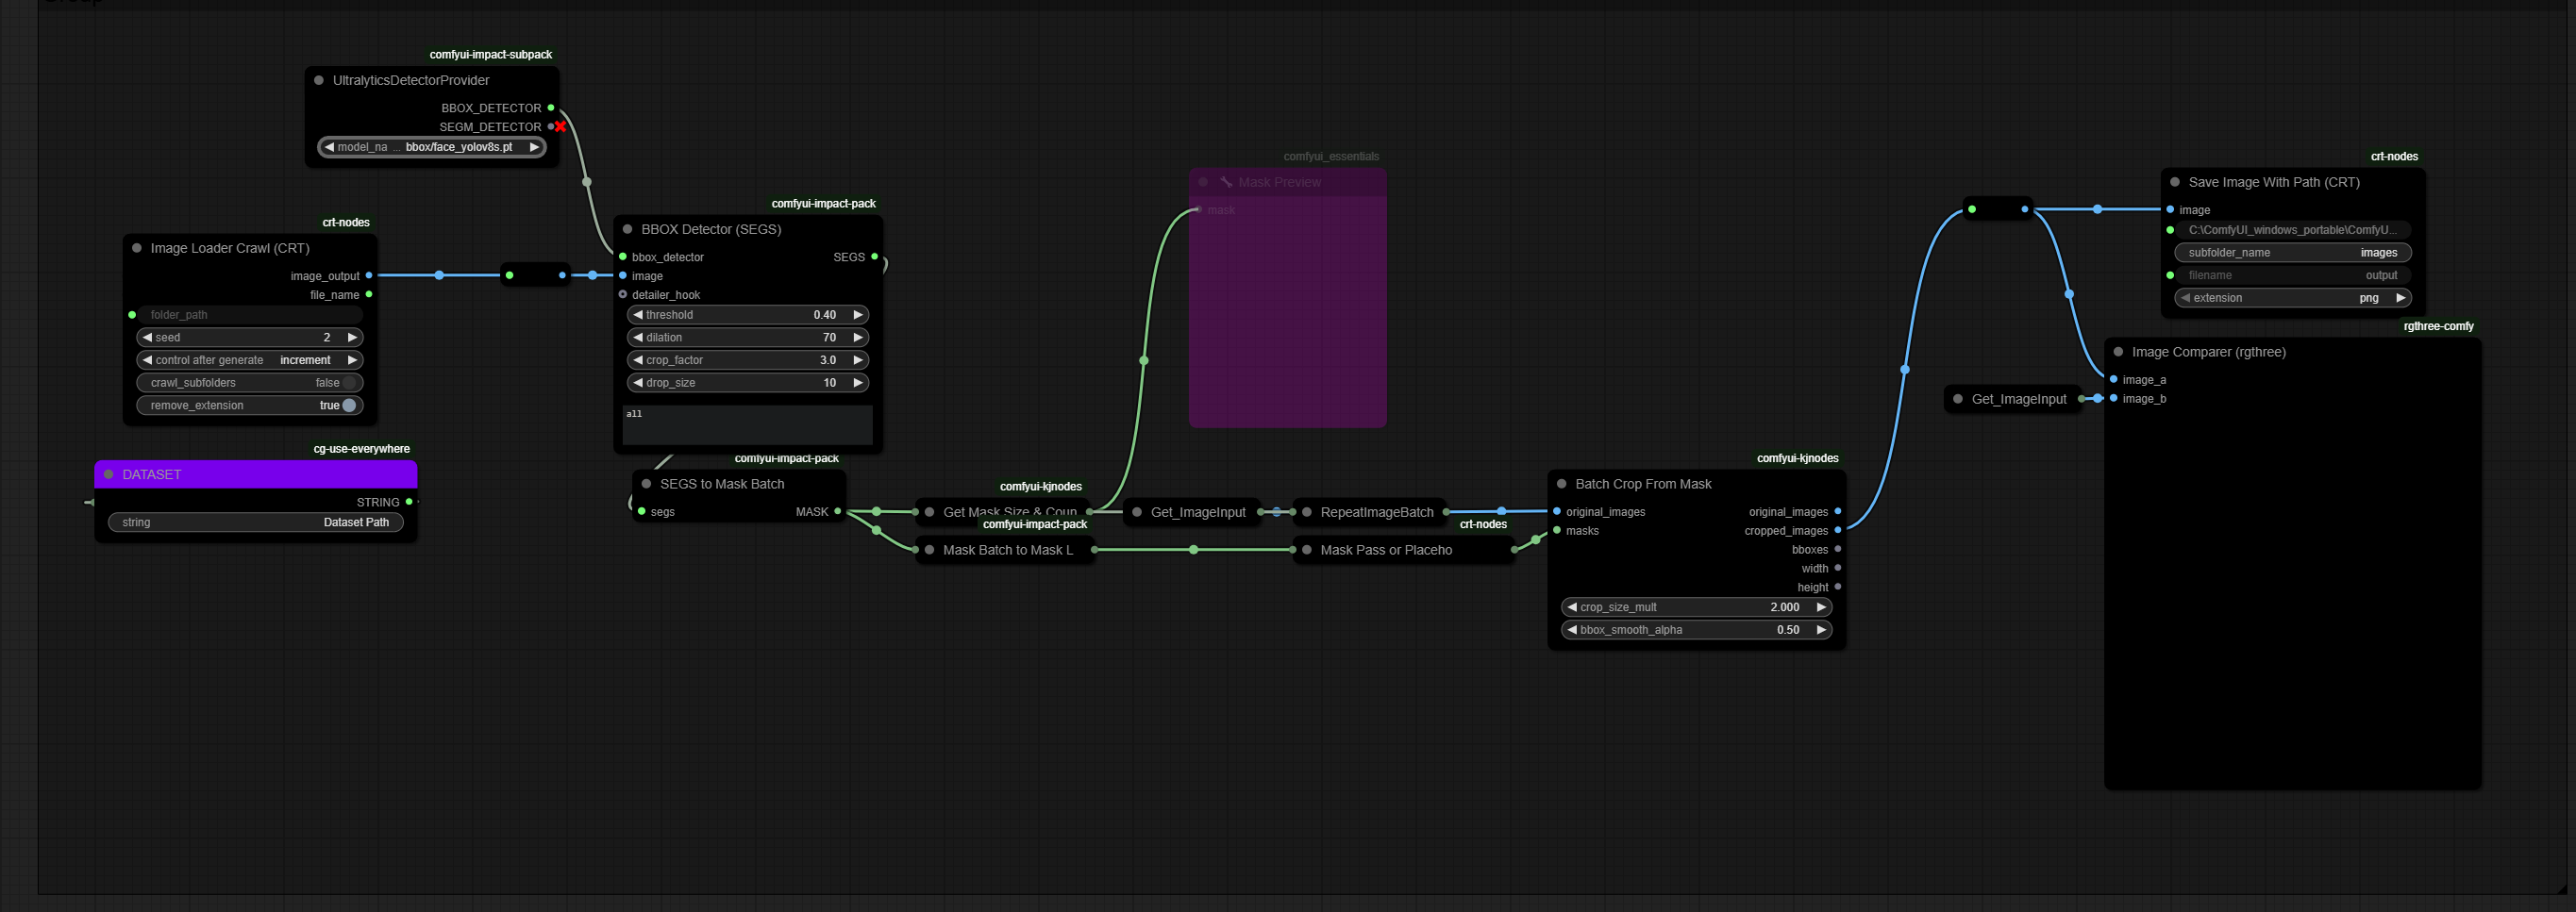 Group
comfyui-impact-subpack
UltralyticsDetectorProvider
BBOX_DETECTOR
SEGM_DETECTOR
model_na ... bbox/face_yolov8s.pt
crt-nodes
Image Loader Crawl (CRT)
image_output
file_name
folder_path
seed 2
control after generate increment
crawl_subfolders false
remove_extension true
cg-use-everywhere
DATASET
STRING
string Dataset Path
comfyui-impact-pack
BBOX Detector (SEGS)
bbox_detector SEGS
image
detailer_hook
threshold 0.40
dilation 70
crop_factor 3.0
drop_size 10
all
comfyui-impact-pack
SEGS to Mask Batch
segs MASK
comfyui-kjnodes
Get Mask Size & Coun
comfyui-impact-pack
Mask Batch to Mask L
comfyui_essentials
Mask Preview
mask
Get_ImageInput
RepeatImageBatch
crt-nodes
Mask Pass or Placeho
comfyui-kjnodes
Batch Crop From Mask
original_images original_images
masks cropped_images
bboxes
width
height
crop_size_mult 2.000
bbox_smooth_alpha 0.50
crt-nodes
Save Image With Path (CRT)
image
C:\ComfyUI_windows_portable\ComfyU...
subfolder_name images
filename output
extension png
rgthree-comfy
Image Comparer (rgthree)
image_a
image_b
Get_ImageInput